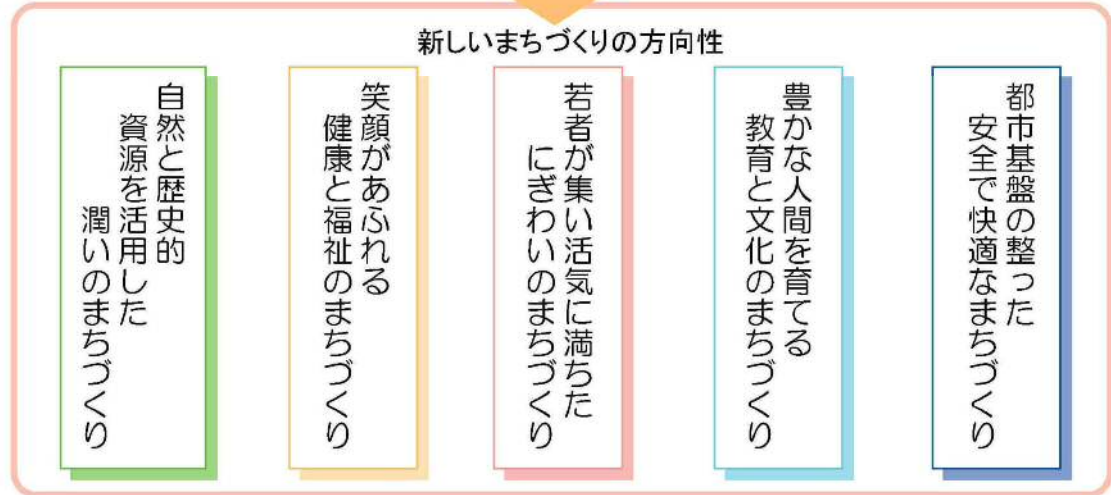 新しいまちづくりの方向性
都市基盤の整った
安全で快適なまちづくり
豊かな人間を育てる
教育と文化のまちづくり
若者が集い活気に満ちた
にぎわいのまちづくり
笑顔があふれる
健康と福祉のまちづくり
自然と歴史的
資源を活用した
潤いのまちづくり